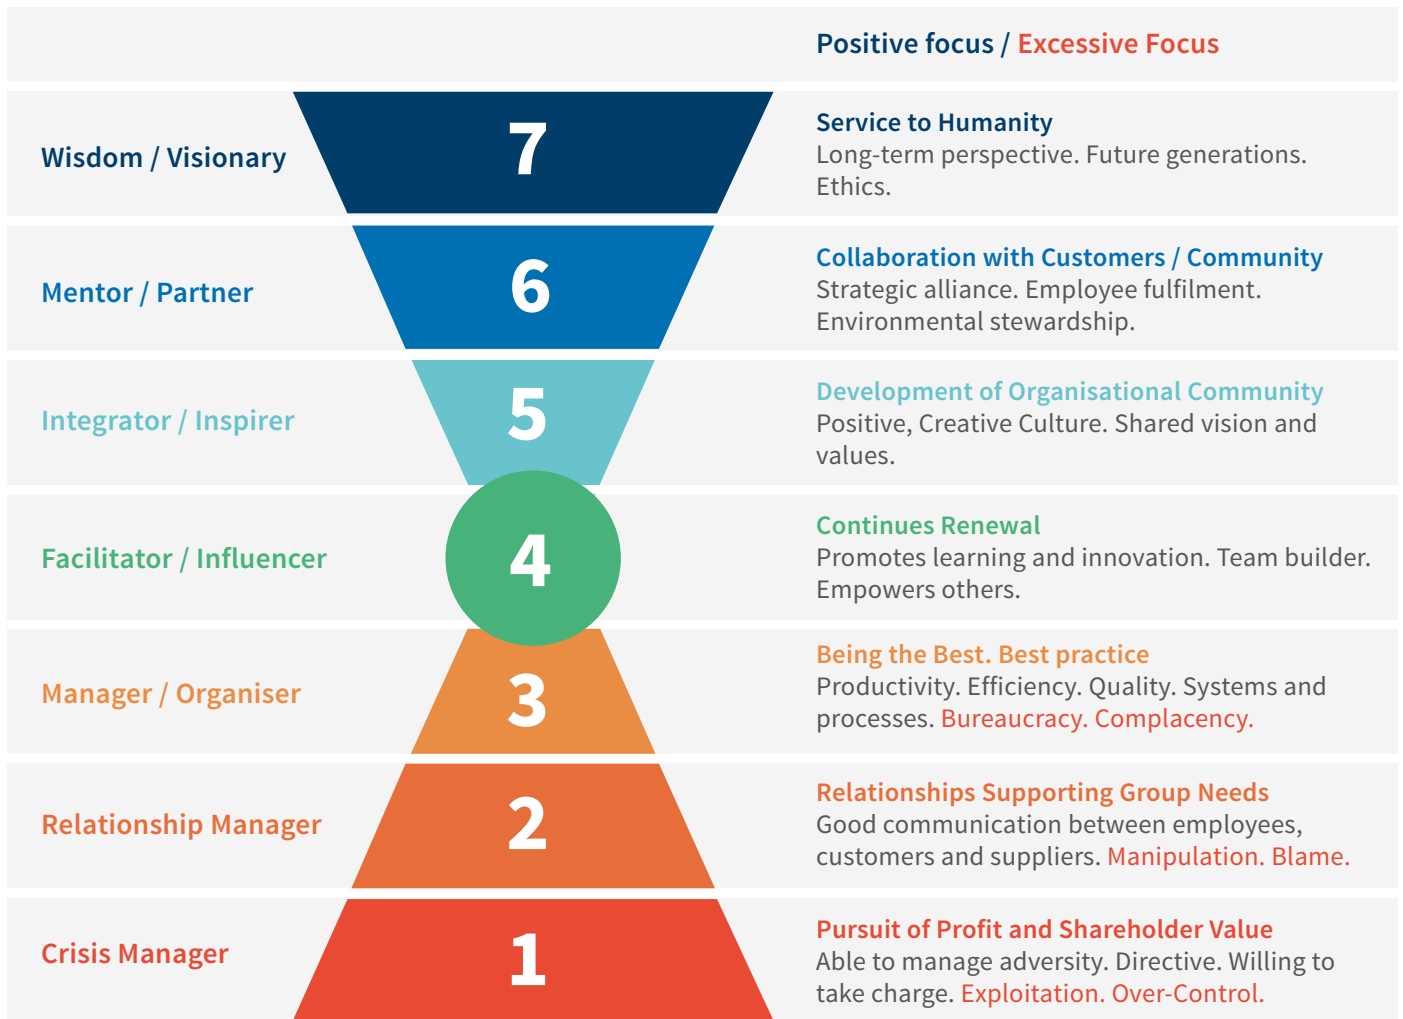 Positive focus / Excessive Focus
Wisdom / Visionary
7
Service to Humanity
Long-term perspective. Future generations.
Ethics.
Mentor / Partner
6
Collaboration with Customers / Community
Strategic alliance. Employee fulfilment.
Environmental stewardship.
Integrator / Inspirer
5
Development of Organisational Community
Positive, Creative Culture. Shared vision and
values.
Facilitator / Influencer
4
Continues Renewal
Promotes learning and innovation. Team builder.
Empowers others.
Manager / Organiser
3
Being the Best. Best practice
Productivity. Efficiency. Quality. Systems and
processes. Bureaucracy. Complacency.
Relationship Manager
2
Relationships Supporting Group Needs
Good communication between employees,
customers and suppliers. Manipulation. Blame.
Crisis Manager
1
Pursuit of Profit and Shareholder Value
Able to manage adversity. Directive. Willing to
take charge. Exploitation. Over-Control.